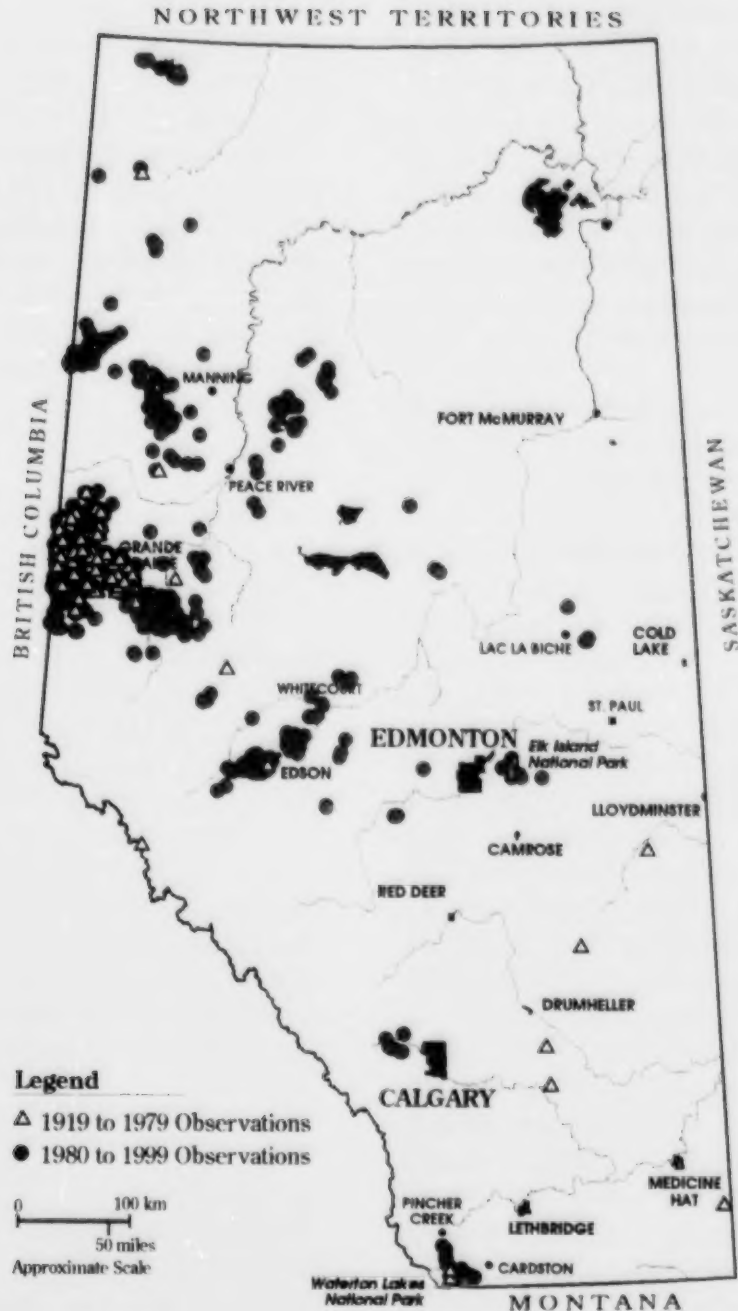 NORTHWEST TERRITORIES
MANNING
FORT McMURRAY
PEACE RIVER
BRITISH COLUMBIA
SASKATCHEWAN
GRANDE
LAC LA BICHE
COLD
LAKE
WHITECOURT
ST. PAUL
EDMONTON
Elk Island
National Park
EDSON
LLOYDMINSTER
CAMROSE
RED DEER
DRUMHELLER
Legend
1919 to 1979 Observations
1980 to 1999 Observations
CALGARY
0 100 km
50 miles
Approximate Scale
MEDICINE
HAT
PINCHER
CREEK
LETHBRIDGE
CARDSTON
Waterton Lakes
National Park
MONTANA